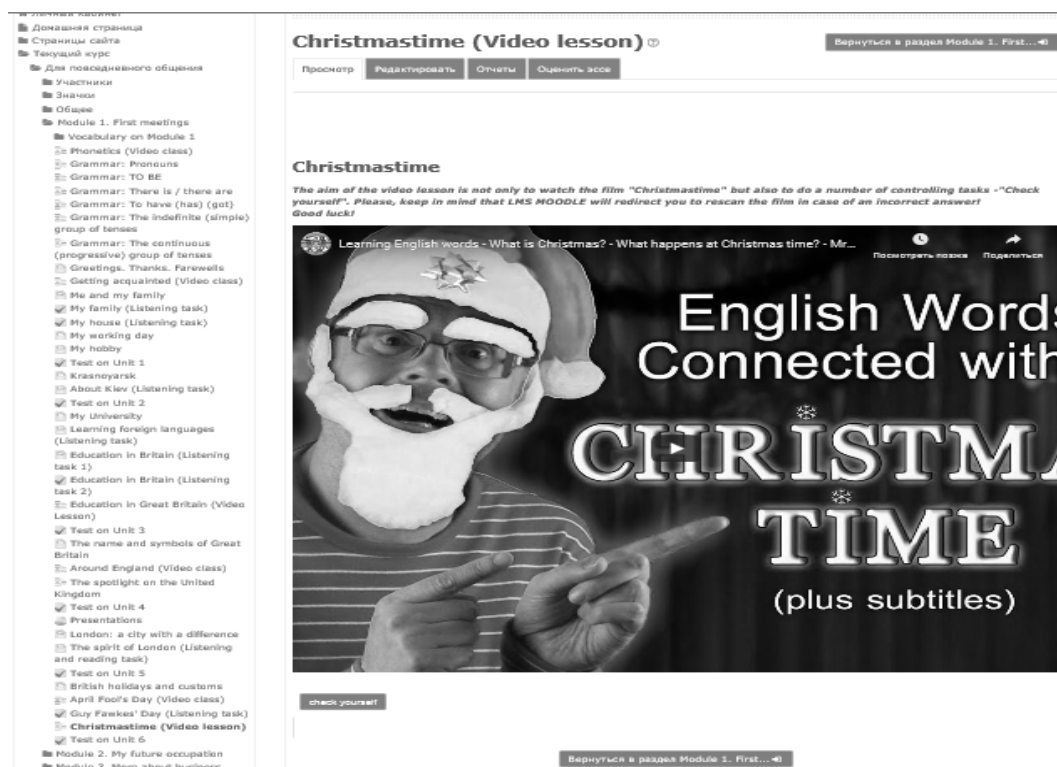 Личный кабинет
Домашняя страница
Страницы сайта
Текущий курс
Для повседневного общения
Участники
Значки
Общее
Module 1. First meetings
Vocabulary on Module 1
Phonetics (Video class)
Grammar: Pronouns
Grammar: TO BE
Grammar: There is / there are
Grammar: To have (has) (got)
Grammar: The indefinite (simple)
group of tenses
Grammar: The continuous
(progressive) group of tenses
Greetings. Thanks. Farewells
Getting acquainted (Video class)
Me and my family
My family (Listening task)
My house (Listening task)
My working day
My hobby
Test on Unit 1
Krasnoyarsk
About Kiev (Listening task)
Test on Unit 2
My University
Learning foreign languages
(Listening task)
Education in Britain (Listening
task 1)
Education in Britain (Listening
task 2)
Education in Great Britain (Video
Lesson)
Test on Unit 3
The name and symbols of Great
Britain
Around England (Video class)
The spotlight on the United
Kingdom
Test on Unit 4
Presentations
London: a city with a difference
The spirit of London (Listening
and reading task)
Test on Unit 5
British holidays and customs
April Fool's Day (Video class)
Guy Fawkes' Day (Listening task)
Christmastime (Video lesson)
Test on Unit 6
Module 2. My future occupation
Module 3. More about business
Christmastime (Video lesson)
Вернуться в раздел Module 1. First...
Просмотр Редактировать Отчеты Оценить эссе
Christmastime
The aim of the video lesson is not only to watch the film "Christmastime" but also to do a number of controlling tasks -"Check
yourself". Please, keep in mind that LMS MOODLE will redirect you to rescan the film in case of an incorrect answer!
Good luck!
Learning English words - What is Christmas? - What happens at Christmas time? - Mr...
Посмотреть позже Поделиться
English Words
Connected with
CHRISTMA
TIME
(plus subtitles)
check yourself
Вернуться в раздел Module 1. First...